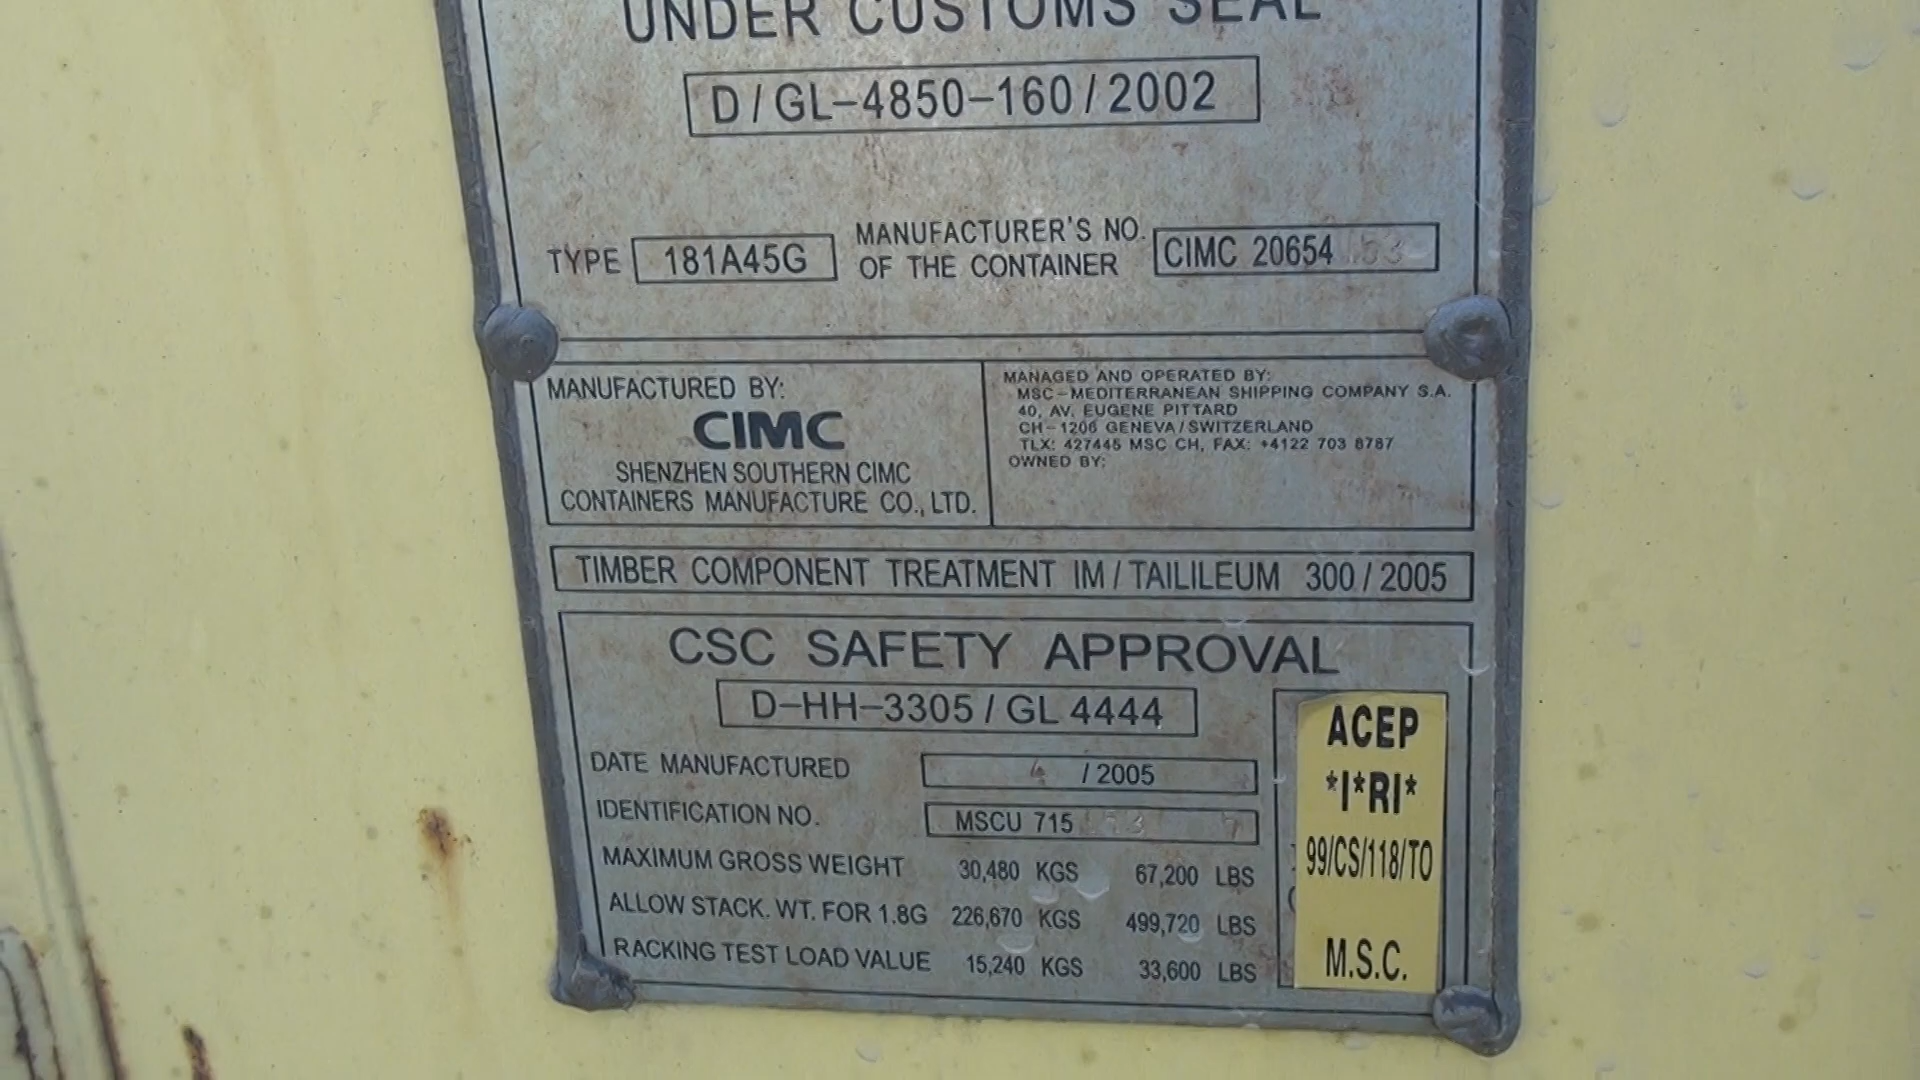 UNDER CUSTOMS SEAL
D/GL-4850-160/2002
TYPE 181A45G
MANUFACTURER'S NO. OF THE CONTAINER
CIMC 20654
MANUFACTURED BY:
CIMC
SHENZHEN SOUTHERN CIMC
CONTAINERS MANUFACTURE CO., LTD.
MANAGED AND OPERATED BY:
MSC-MEDITERRANEAN SHIPPING COMPANY S.A.
40, AV. EUGENE PITTARD
CH-1206 GENEVA/SWITZERLAND
TLX: 427445 MSC CH, FAX: +4122 703 8787
OWNED BY:
TIMBER COMPONENT TREATMENT IM/TAILILEUM 300/2005
CSC SAFETY APPROVAL
D-HH-3305/GL 4444
DATE MANUFACTURED /2005
IDENTIFICATION NO. MSCU 715
MAXIMUM GROSS WEIGHT 30,480 KGS 67,200 LBS
ALLOW STACK. WT. FOR 1.8G 226,670 KGS 499,720 LBS
RACKING TEST LOAD VALUE 15,240 KGS 33,600 LBS
ACEP
*I*RI*
99/CS/118/TO
M.S.C.